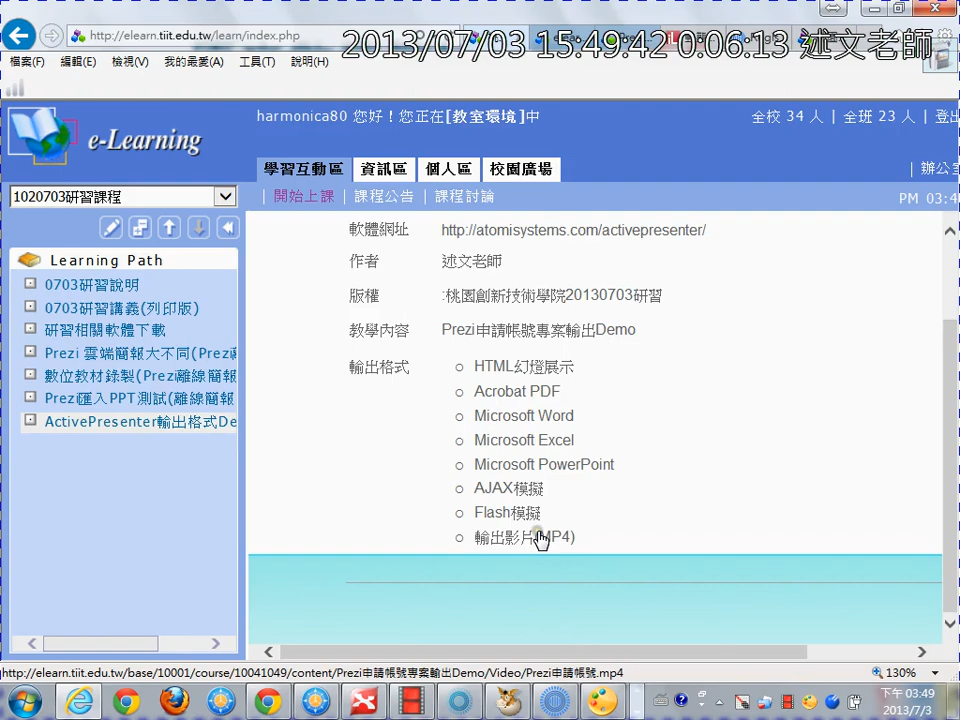 http://elearn.tiit.edu.tw/learn/index.php
2013/07/03 15:49:42 0:06:13 述文老師
檔案(F) 編輯(E) 檢視(V) 我的最愛(A) 工具(T) 說明(H)
e-Learning
harmonica80 您好！您正在[教室環境]中
全校 34 人 | 全班 23 人 | 登出
學習互動區 資訊區 個人區 校園廣場
| 辦公室
1020703研習課程
| 開始上課 | 課程公告 | 課程討論
PM 03:4
Learning Path
0703研習說明
0703研習講義(列印版)
研習相關軟體下載
Prezi 雲端簡報大不同(Prezi
數位教材錄製(Prezi離線簡報
Prezi匯入PPT測試(離線簡報
ActivePresenter輸出格式De
軟體網址 http://atomisystems.com/activepresenter/
作者 述文老師
版權 :桃園創新技術學院20130703研習
教學內容 Prezi申請帳號專案輸出Demo
輸出格式
HTML幻燈展示
Acrobat PDF
Microsoft Word
Microsoft Excel
Microsoft PowerPoint
AJAX模擬
Flash模擬
輸出影片(MP4)
http://elearn.tiit.edu.tw/base/10001/course/10041049/content/Prezi申請帳號專案輸出Demo/Video/Prezi申請帳號.mp4
130%
下午 03:49
2013/7/3